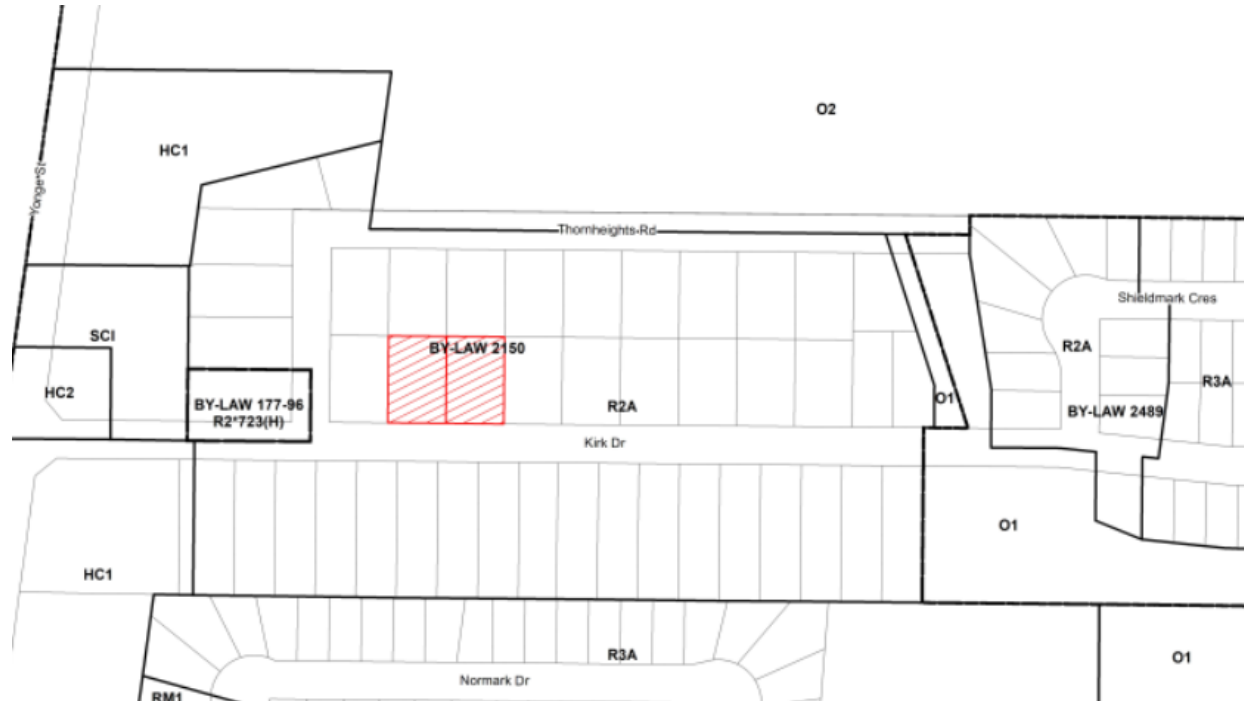 O2
HC1
Yonge St
Thornheights Rd
Shieldmark Cres
SCI
BY-LAW 2150
R2A
R3A
HC2
BY-LAW 177-96
R2*723(H)
R2A
O1
BY-LAW 2489
Kirk Dr
O1
HC1
R3A
O1
Normark Dr
RM1